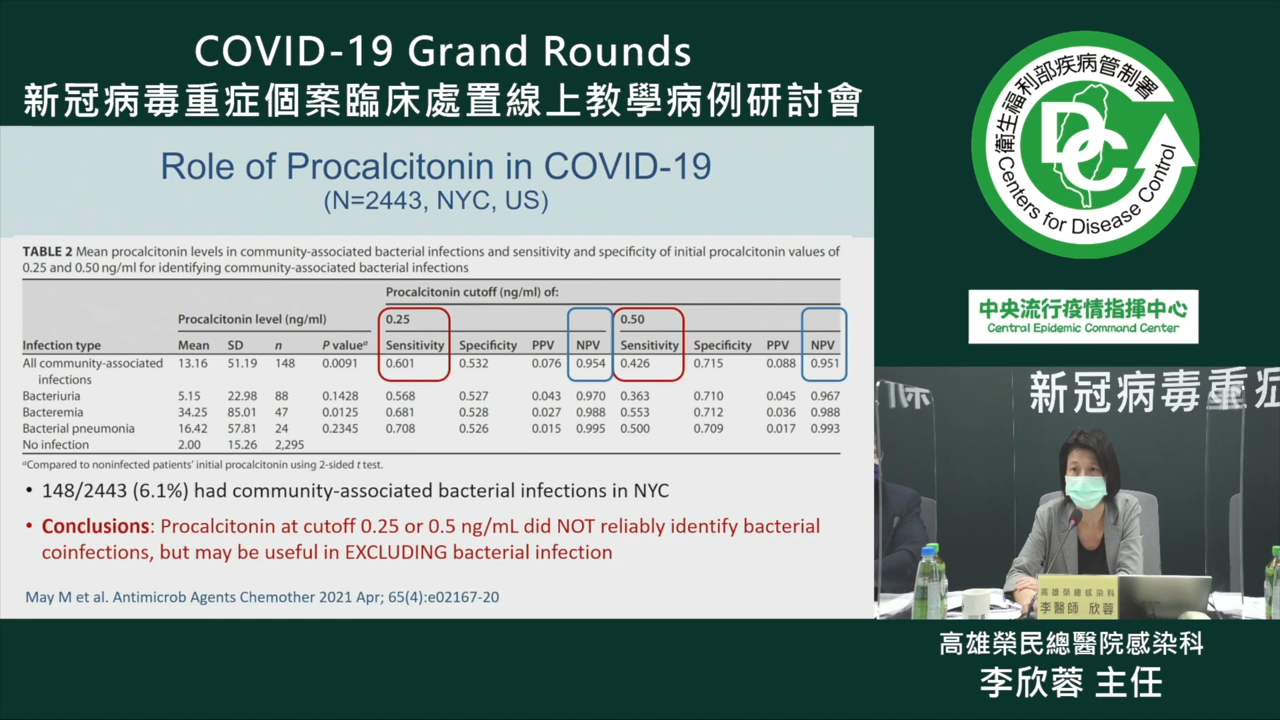 COVID-19 Grand Rounds
新冠病毒重症個案臨床處置線上教學病例研討會
Role of Procalcitonin in COVID-19
(N=2443, NYC, US)
TABLE 2 Mean procalcitonin levels in community-associated bacterial infections and sensitivity and specificity of initial procalcitonin values of
0.25 and 0.50 ng/ml for identifying community-associated bacterial infections
Procalcitonin cutoff (ng/ml) of:
Procalcitonin level (ng/ml) 0.25 0.50
Infection type Mean SD n P valueᵃ Sensitivity Specificity PPV NPV Sensitivity Specificity PPV NPV
All community-associated 13.16 51.19 148 0.0091 0.601 0.532 0.076 0.954 0.426 0.715 0.088 0.951
infections
Bacteriuria 5.15 22.98 88 0.1428 0.568 0.527 0.043 0.970 0.363 0.710 0.045 0.967
Bacteremia 34.25 85.01 47 0.0125 0.681 0.528 0.027 0.988 0.553 0.712 0.036 0.988
Bacterial pneumonia 16.42 57.81 24 0.2345 0.708 0.526 0.015 0.995 0.500 0.709 0.017 0.993
No infection 2.00 15.26 2,295
ᵃCompared to noninfected patients' initial procalcitonin using 2-sided t test.
• 148/2443 (6.1%) had community-associated bacterial infections in NYC
• Conclusions: Procalcitonin at cutoff 0.25 or 0.5 ng/mL did NOT reliably identify bacterial
coinfections, but may be useful in EXCLUDING bacterial infection
May M et al. Antimicrob Agents Chemother 2021 Apr; 65(4):e02167-20
衛生福利部疾病管制署
DC
Centers for Disease Control
中央流行疫情指揮中心
Central Epidemic Command Center
新冠病毒重症
高雄榮總感染科
李醫師 欣蓉
高雄榮民總醫院感染科
李欣蓉 主任